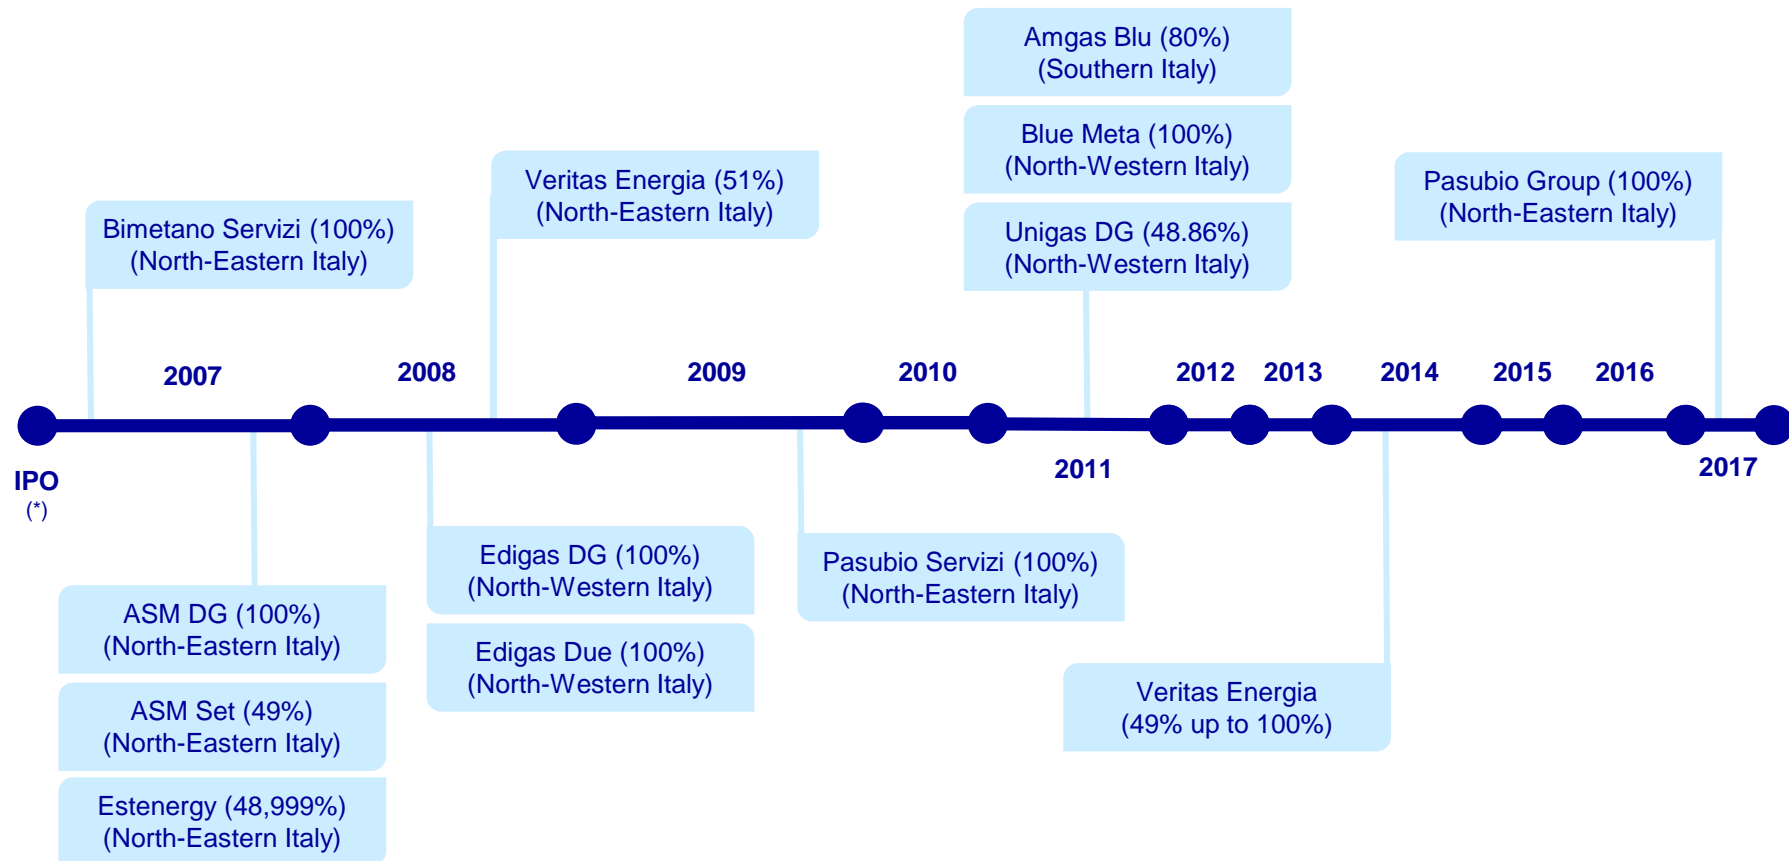 Amgas Blu (80%)
(Southern Italy)
Blue Meta (100%)
(North-Western Italy)
Unigas DG (48.86%)
(North-Western Italy)
Veritas Energia (51%)
(North-Eastern Italy)
Pasubio Group (100%)
(North-Eastern Italy)
Bimetano Servizi (100%)
(North-Eastern Italy)
2007
2008
2009
2010
2012
2013
2014
2015
2016
IPO
(*)
2011
2017
Edigas DG (100%)
(North-Western Italy)
Edigas Due (100%)
(North-Western Italy)
Pasubio Servizi (100%)
(North-Eastern Italy)
ASM DG (100%)
(North-Eastern Italy)
ASM Set (49%)
(North-Eastern Italy)
Estenergy (48,999%)
(North-Eastern Italy)
Veritas Energia
(49% up to 100%)